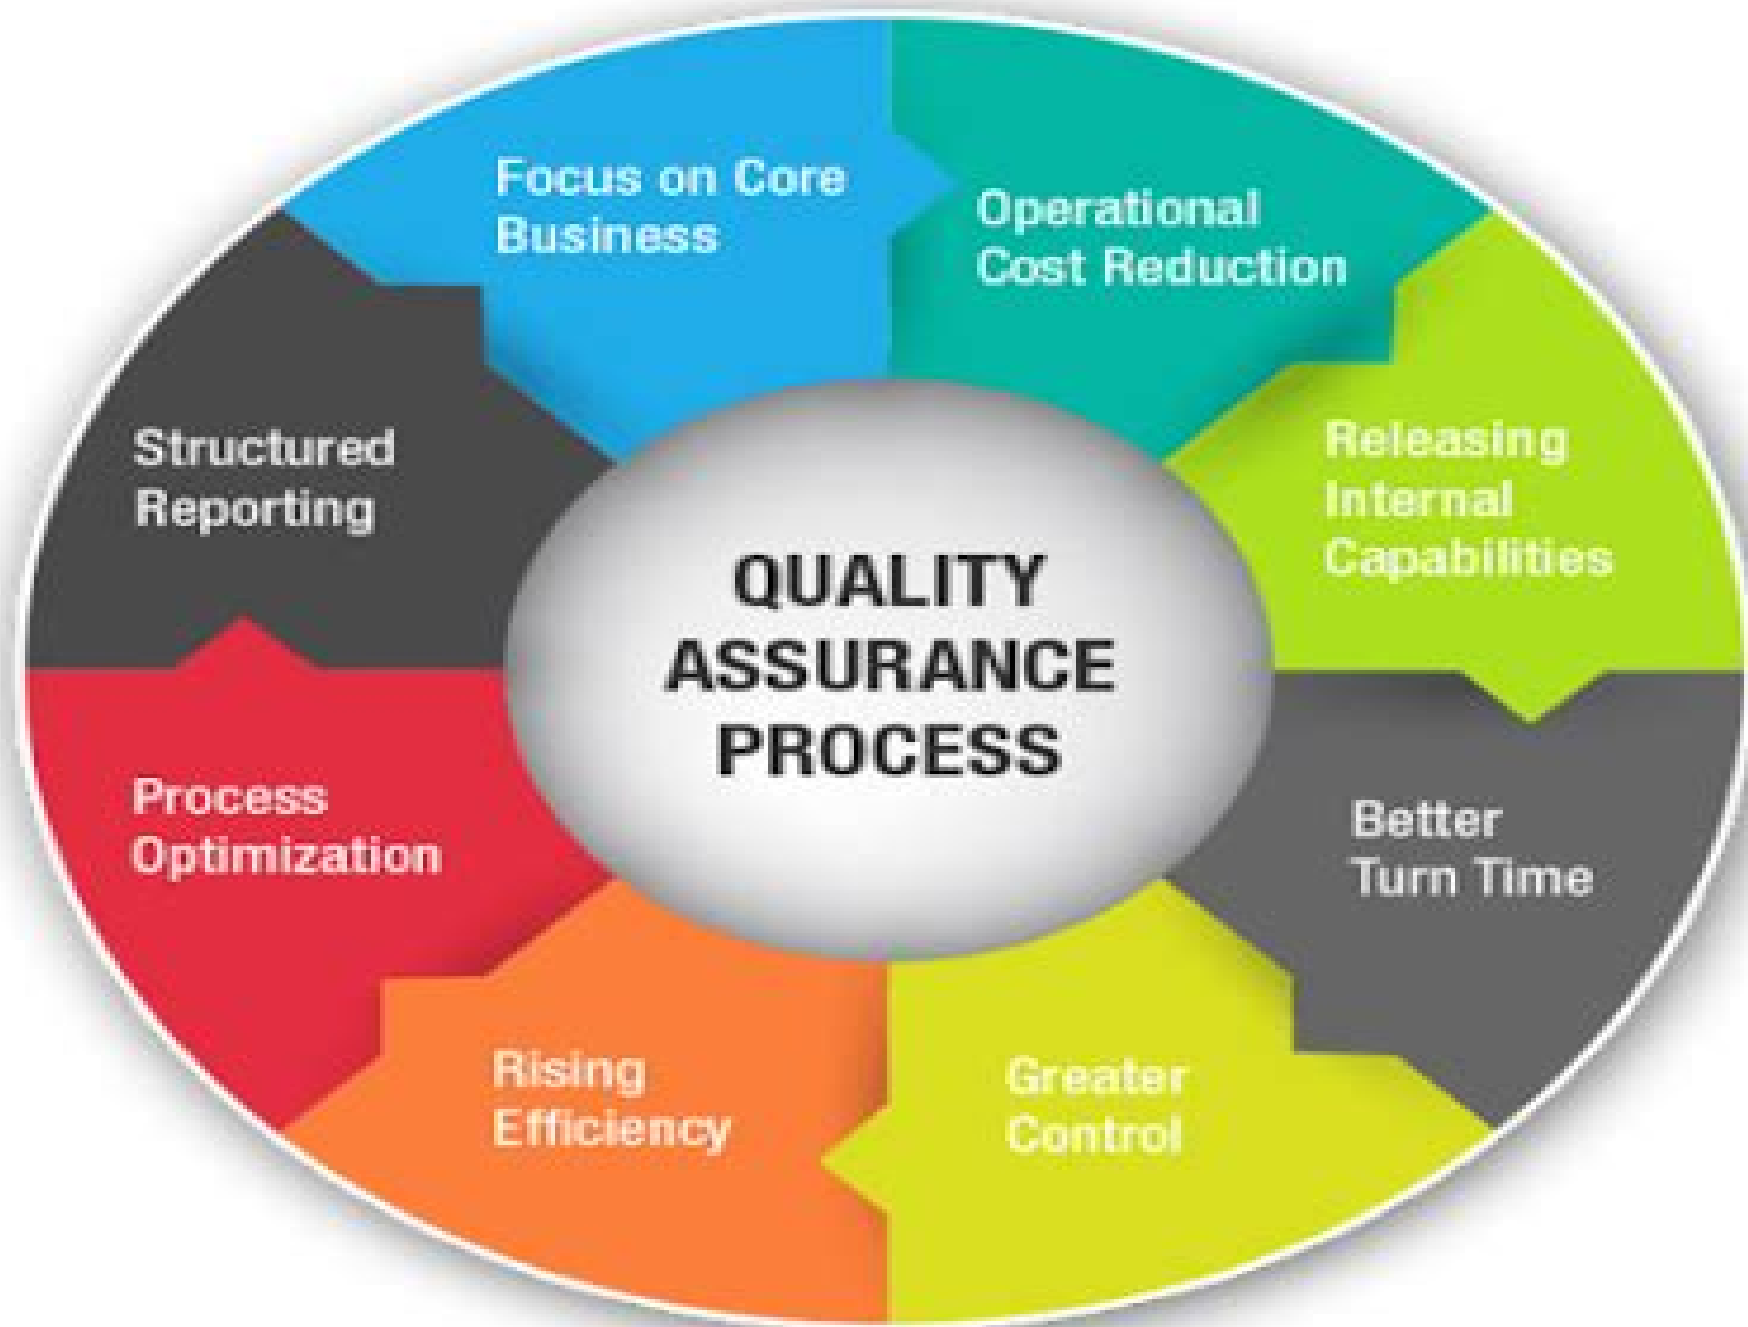 Focus on Core
Business
Operational
Cost Reduction
Releasing
Internal
Capabilities
Better
Turn Time
Greater
Control
Rising
Efficiency
Process
Optimization
Structured
Reporting
QUALITY
ASSURANCE
PROCESS